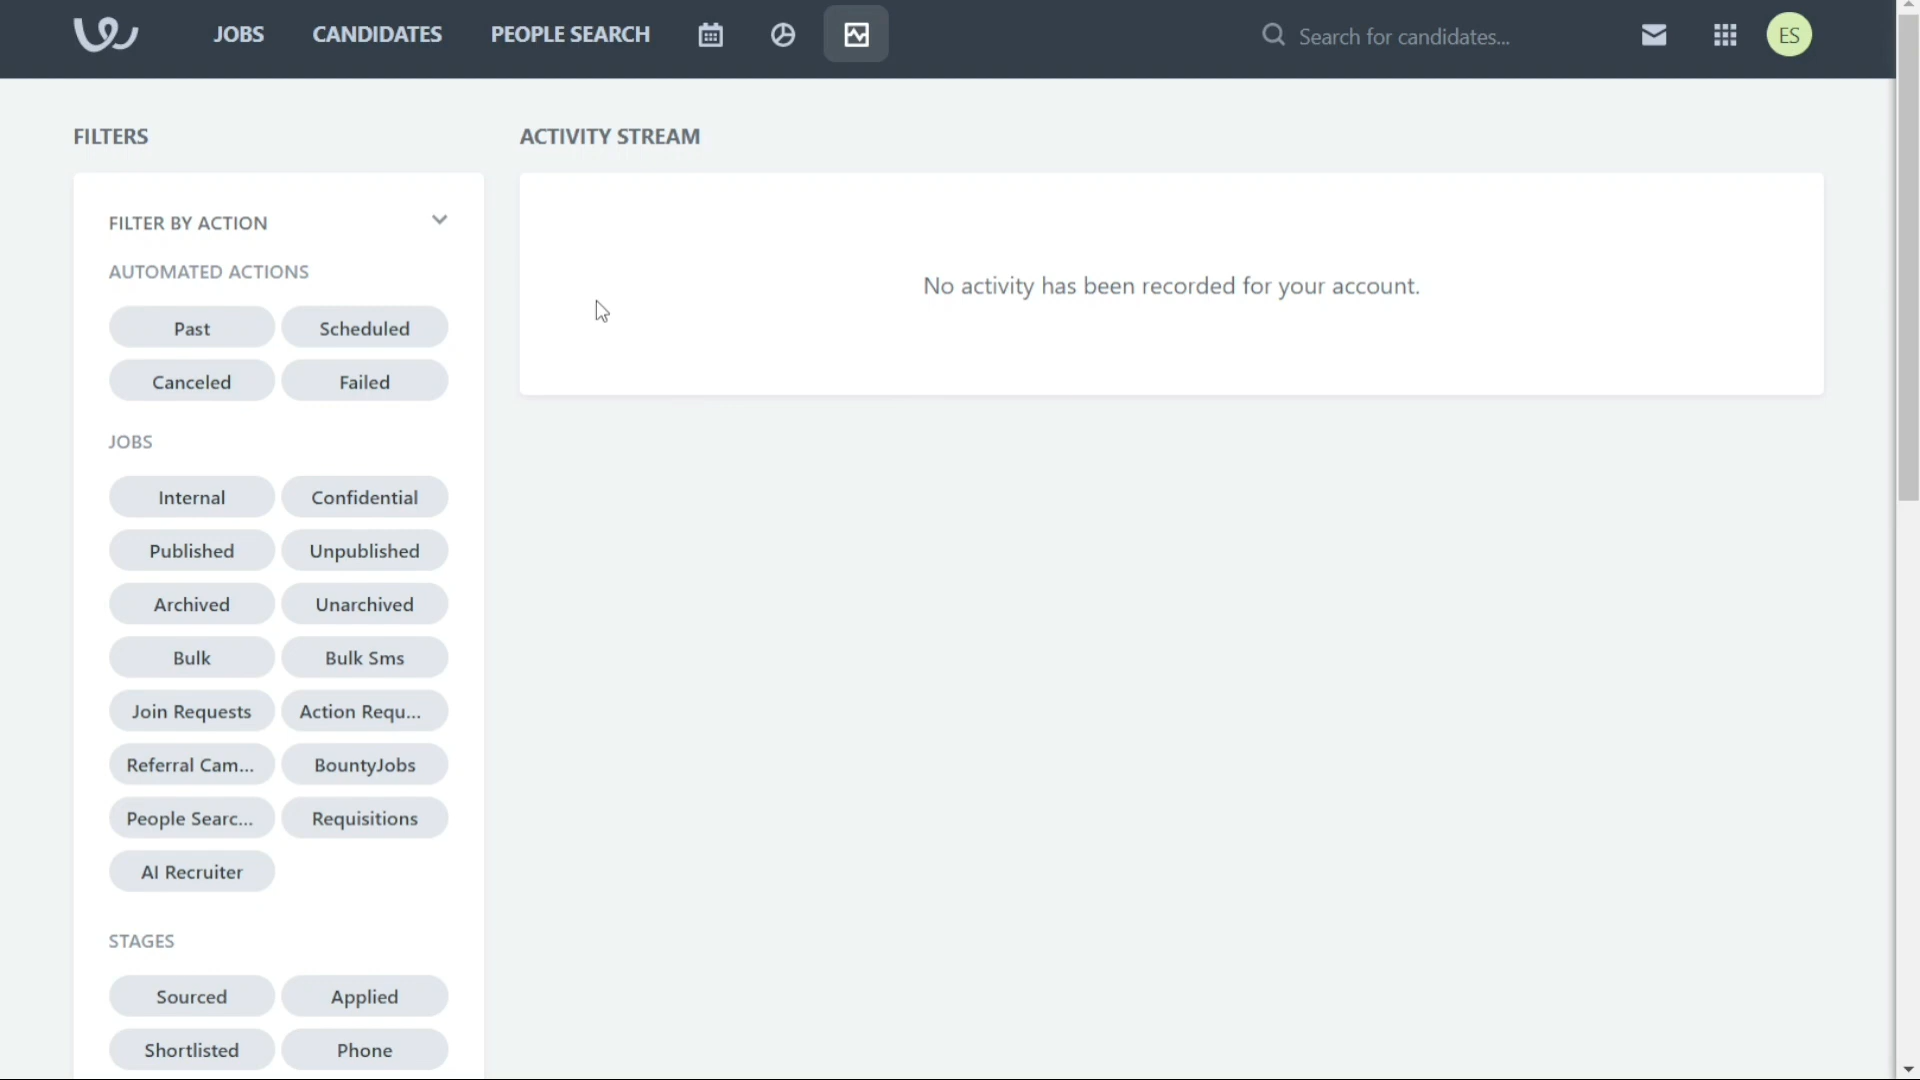 JOBS CANDIDATES PEOPLE SEARCH Search for candidates... ES
FILTERS
ACTIVITY STREAM
FILTER BY ACTION
AUTOMATED ACTIONS
Past Scheduled
Canceled Failed
No activity has been recorded for your account.
JOBS
Internal Confidential
Published Unpublished
Archived Unarchived
Bulk Bulk Sms
Join Requests Action Requ...
Referral Cam... BountyJobs
People Searc... Requisitions
AI Recruiter
STAGES
Sourced Applied
Shortlisted Phone